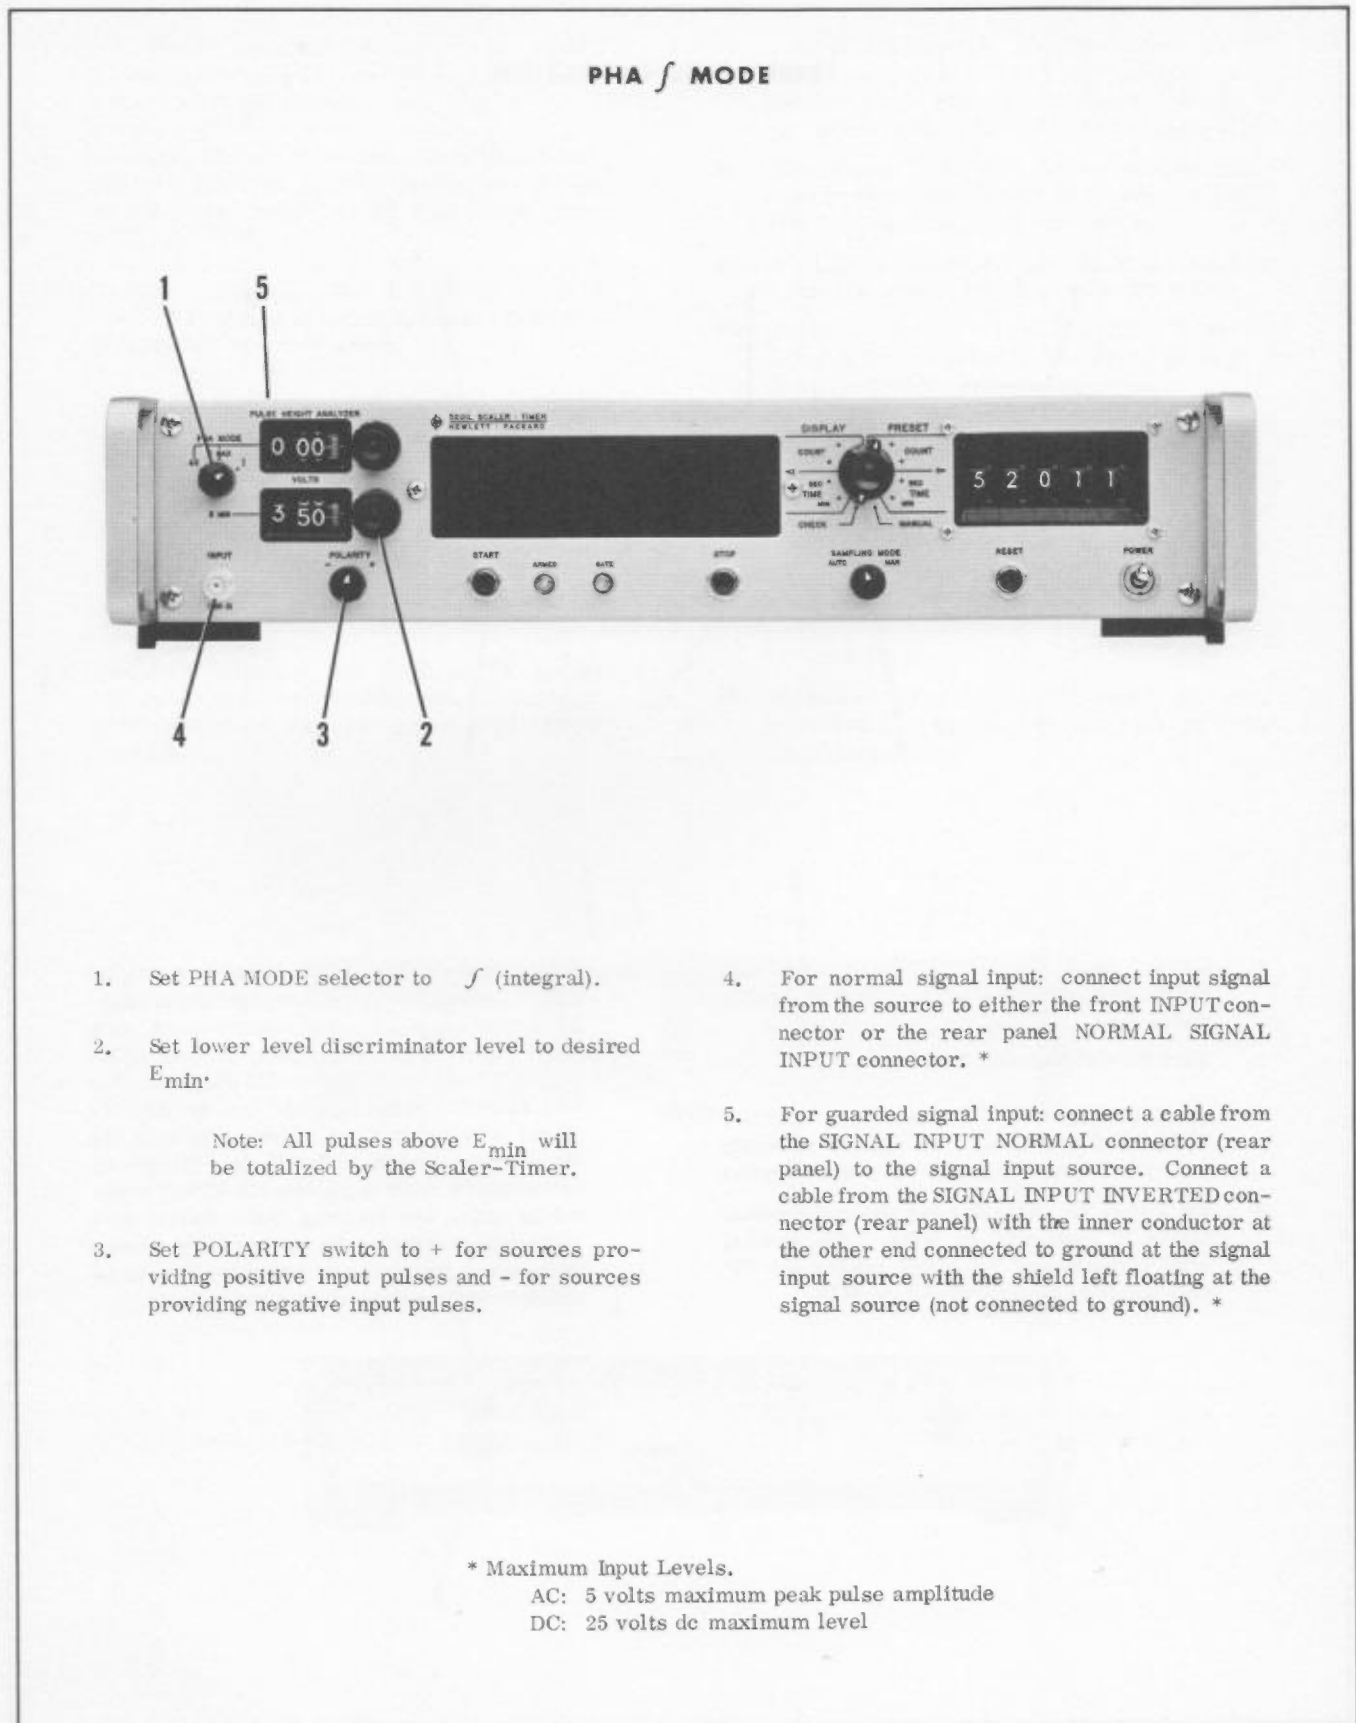 PHA ∫ MODE
1
5
PULSE HEIGHT ANALYZER
PHA MODE
MAX
0 00
VOLTS
E MIN
3 50
INPUT
POLARITY
- +
SCALER - TIMER
HEWLETT · PACKARD
START
ARMED
GATE
STOP
DISPLAY
PRESET
COUNT
COUNT
SEC
TIME
MIN
SEC
TIME
MIN
CHECK
MANUAL
SAMPLING MODE
AUTO MAN
5 2 0 1 1
RESET
POWER
4
3
2
1. Set PHA MODE selector to ∫ (integral).
2. Set lower level discriminator level to desired
Emin.
Note: All pulses above Emin will
be totalized by the Scaler-Timer.
3. Set POLARITY switch to + for sources pro-
viding positive input pulses and - for sources
providing negative input pulses.
4. For normal signal input: connect input signal
from the source to either the front INPUT con-
nector or the rear panel NORMAL SIGNAL
INPUT connector. *
5. For guarded signal input: connect a cable from
the SIGNAL INPUT NORMAL connector (rear
panel) to the signal input source. Connect a
cable from the SIGNAL INPUT INVERTED con-
nector (rear panel) with the inner conductor at
the other end connected to ground at the signal
input source with the shield left floating at the
signal source (not connected to ground). *
* Maximum Input Levels.
AC: 5 volts maximum peak pulse amplitude
DC: 25 volts dc maximum level